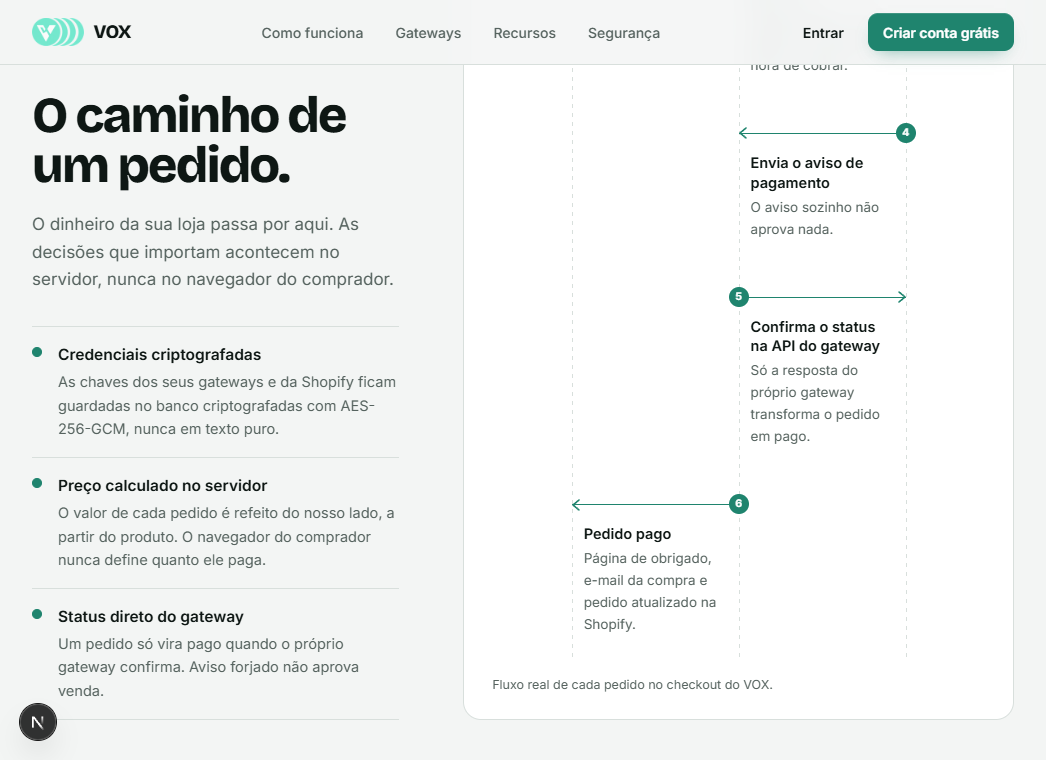 VOX
Como funciona
Gateways
Recursos
Segurança
Entrar
Criar conta grátis
O caminho de
um pedido.
O dinheiro da sua loja passa por aqui. As
decisões que importam acontecem no
servidor, nunca no navegador do comprador.
Credenciais criptografadas
As chaves dos seus gateways e da Shopify ficam
guardadas no banco criptografadas com AES-
256-GCM, nunca em texto puro.
Preço calculado no servidor
O valor de cada pedido é refeito do nosso lado, a
partir do produto. O navegador do comprador
nunca define quanto ele paga.
Status direto do gateway
Um pedido só vira pago quando o próprio
gateway confirma. Aviso forjado não aprova
venda.
N
hora de cobrar.
4
Envia o aviso de
pagamento
O aviso sozinho não
aprova nada.
5
Confirma o status
na API do gateway
Só a resposta do
próprio gateway
transforma o pedido
em pago.
6
Pedido pago
Página de obrigado,
e-mail da compra e
pedido atualizado na
Shopify.
Fluxo real de cada pedido no checkout do VOX.